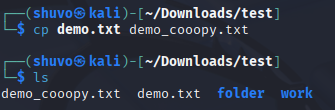 ┌──(shuvo㉿kali)-[~/Downloads/test]
└─$ cp demo.txt demo_cooopy.txt
┌──(shuvo㉿kali)-[~/Downloads/test]
└─$ ls
demo_cooopy.txt  demo.txt  folder  work